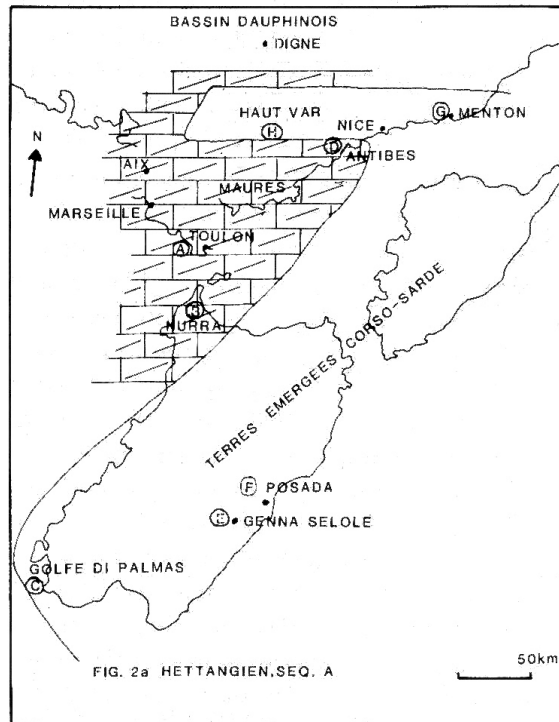 BASSIN DAUPHINOIS
DIGNE
HAUT VAR
H
NICE
G MENTON
N
D
ANTIBES
AIX
MAURES
MARSEILLE
TOULON
A
B
NURRA
TERRES EMERGEES CORSO-SARDE
F POSADA
E GENNA SELOLE
GOLFE DI PALMAS
C
FIG. 2a HETTANGIEN, SEQ. A
50km